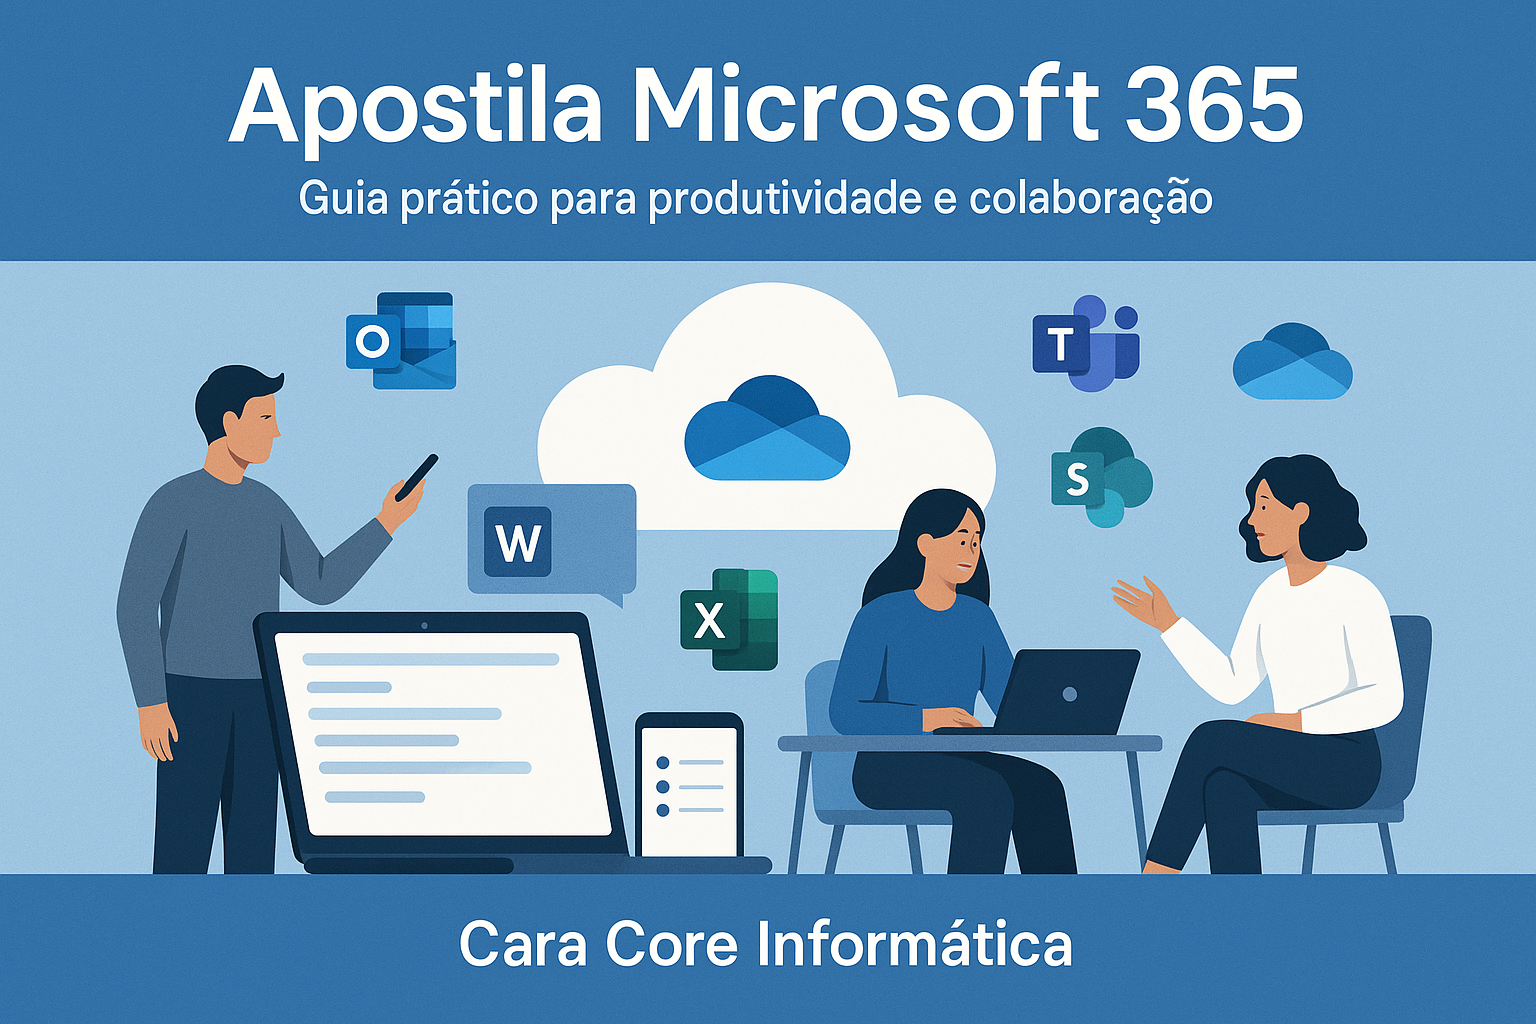 Apostila Microsoft 365
Guia prático para produtividade e colaboração
O
T
S
W
X
Cara Core Informática